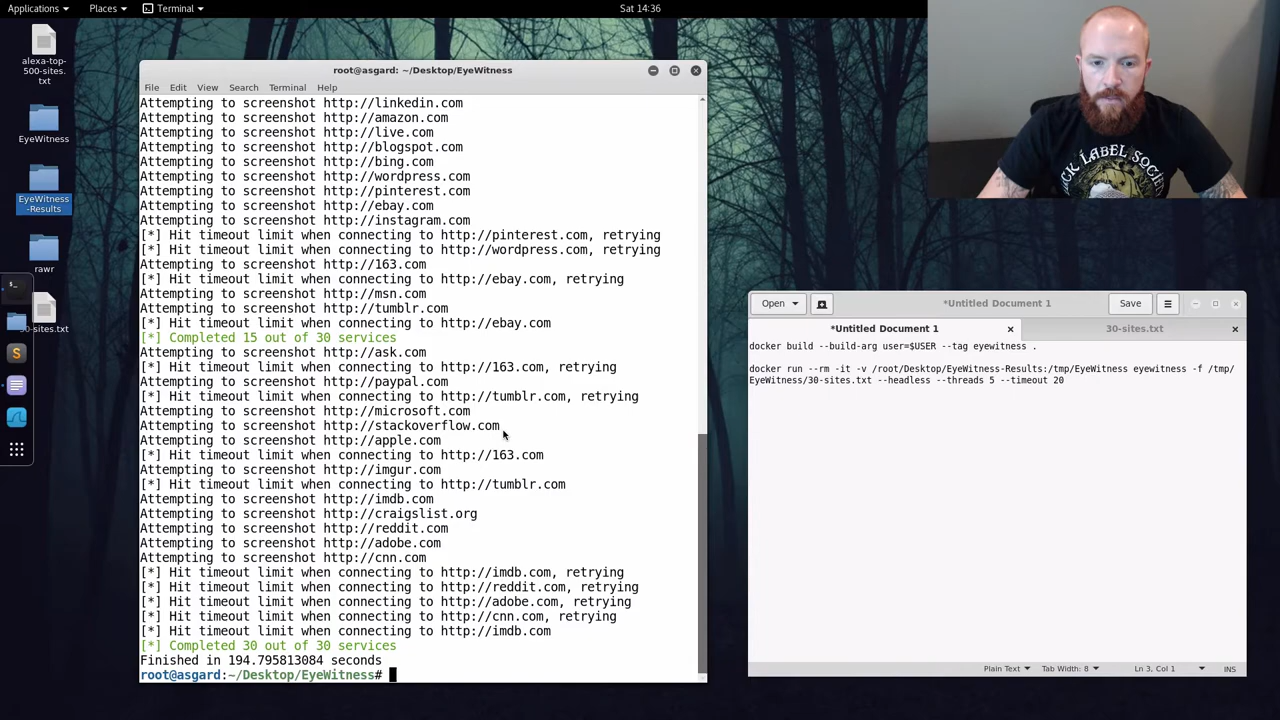 Applications
Places
Terminal
Sat 14:36
alexa-top-
500-sites.
txt
EyeWitness
EyeWitness
-Results
rawr
30-sites.txt
root@asgard: ~/Desktop/EyeWitness
File Edit View Search Terminal Help
Attempting to screenshot http://linkedin.com
Attempting to screenshot http://amazon.com
Attempting to screenshot http://live.com
Attempting to screenshot http://blogspot.com
Attempting to screenshot http://bing.com
Attempting to screenshot http://wordpress.com
Attempting to screenshot http://pinterest.com
Attempting to screenshot http://ebay.com
Attempting to screenshot http://instagram.com
[*] Hit timeout limit when connecting to http://pinterest.com, retrying
[*] Hit timeout limit when connecting to http://wordpress.com, retrying
Attempting to screenshot http://163.com
[*] Hit timeout limit when connecting to http://ebay.com, retrying
Attempting to screenshot http://msn.com
Attempting to screenshot http://tumblr.com
[*] Hit timeout limit when connecting to http://ebay.com
[*] Completed 15 out of 30 services
Attempting to screenshot http://ask.com
[*] Hit timeout limit when connecting to http://163.com, retrying
Attempting to screenshot http://paypal.com
[*] Hit timeout limit when connecting to http://tumblr.com, retrying
Attempting to screenshot http://microsoft.com
Attempting to screenshot http://stackoverflow.com
Attempting to screenshot http://apple.com
[*] Hit timeout limit when connecting to http://163.com
Attempting to screenshot http://imgur.com
[*] Hit timeout limit when connecting to http://tumblr.com
Attempting to screenshot http://imdb.com
Attempting to screenshot http://craigslist.org
Attempting to screenshot http://reddit.com
Attempting to screenshot http://adobe.com
Attempting to screenshot http://cnn.com
[*] Hit timeout limit when connecting to http://imdb.com, retrying
[*] Hit timeout limit when connecting to http://reddit.com, retrying
[*] Hit timeout limit when connecting to http://adobe.com, retrying
[*] Hit timeout limit when connecting to http://cnn.com, retrying
[*] Hit timeout limit when connecting to http://imdb.com
[*] Completed 30 out of 30 services
Finished in 194.795813084 seconds
root@asgard:~/Desktop/EyeWitness#
Open
*Untitled Document 1
Save
*Untitled Document 1
30-sites.txt
docker build --build-arg user=$USER --tag eyewitness .
docker run --rm -it -v /root/Desktop/EyeWitness-Results:/tmp/EyeWitness eyewitness -f /tmp/
EyeWitness/30-sites.txt --headless --threads 5 --timeout 20
Plain Text
Tab Width: 8
Ln 3, Col 1
INS
LABEL SOCIETY